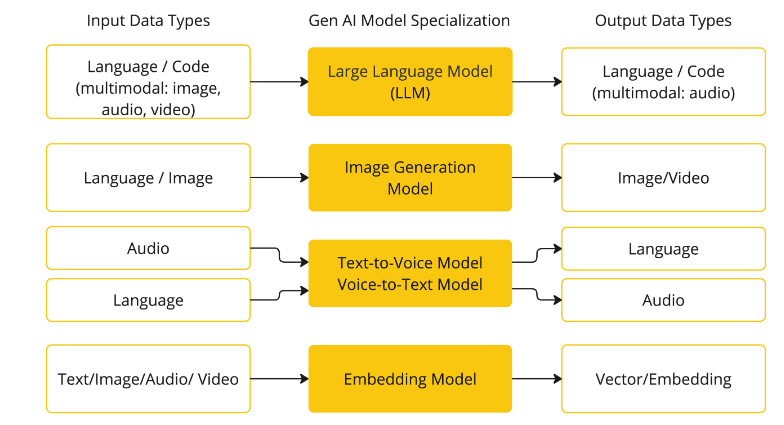 Input Data Types
Gen AI Model Specialization
Output Data Types
Language / Code
(multimodal: image,
audio, video)
Large Language Model
(LLM)
Language / Code
(multimodal: audio)
Language / Image
Image Generation
Model
Image/Video
Audio
Language
Text-to-Voice Model
Voice-to-Text Model
Language
Audio
Text/Image/Audio/ Video
Embedding Model
Vector/Embedding